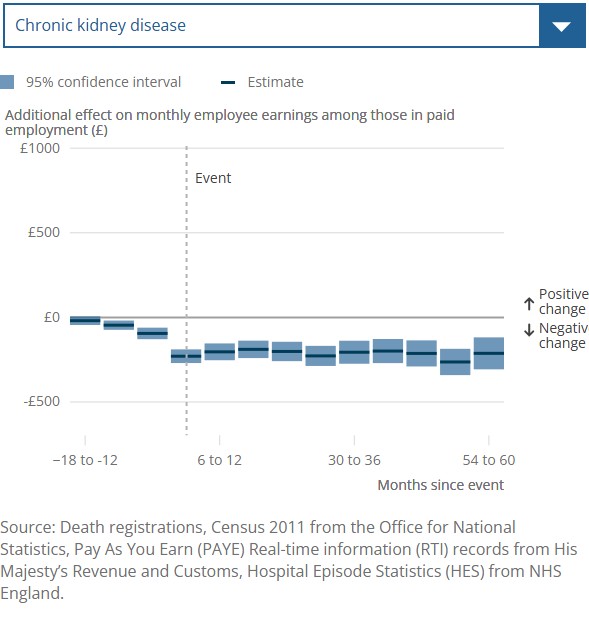 Chronic kidney disease
95% confidence interval
Estimate
Additional effect on monthly employee earnings among those in paid
employment (£)
£1000
Event
£500
£0
Positive
change
Negativ
change
-£500
−18 to -12
6 to 12
30 to 36
54 to 60
Months since event
Source: Death registrations, Census 2011 from the Office for National
Statistics, Pay As You Earn (PAYE) Real-time information (RTI) records from His
Majesty’s Revenue and Customs, Hospital Episode Statistics (HES) from NHS
England.